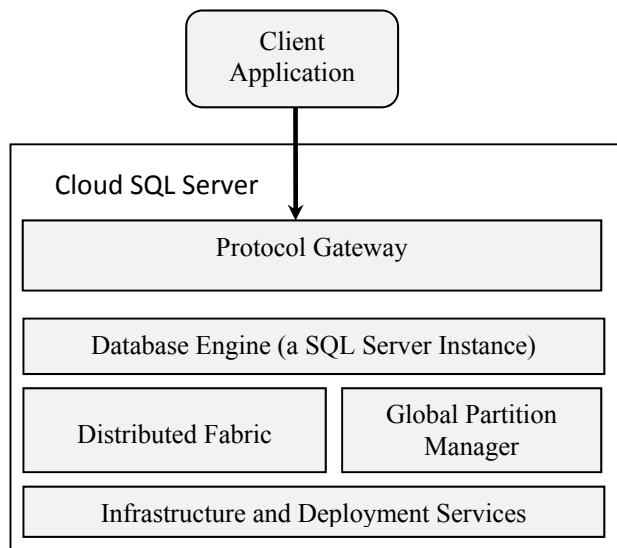 Client
Application
Cloud SQL Server
Protocol Gateway
Database Engine (a SQL Server Instance)
Distributed Fabric
Global Partition
Manager
Infrastructure and Deployment Services